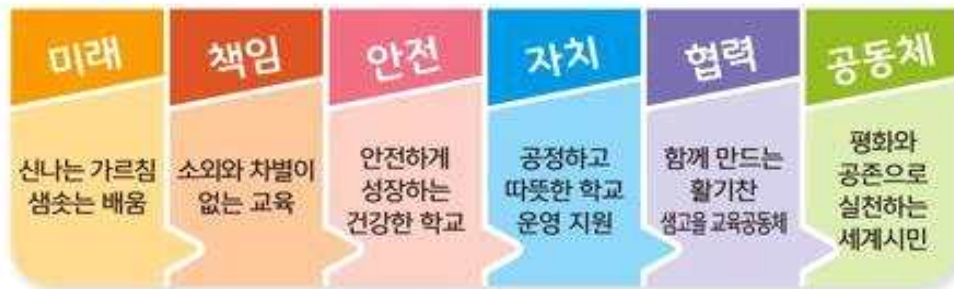 미래
신나는 가르침
샘솟는 배움
책임
소외와 차별이
없는 교육
안전
안전하게
성장하는
건강한 학교
자치
공정하고
따뜻한 학교
운영 지원
협력
함께 만드는
활기찬
샘고을 교육공동체
공동체
평화와
공존으로
실천하는
세계시민